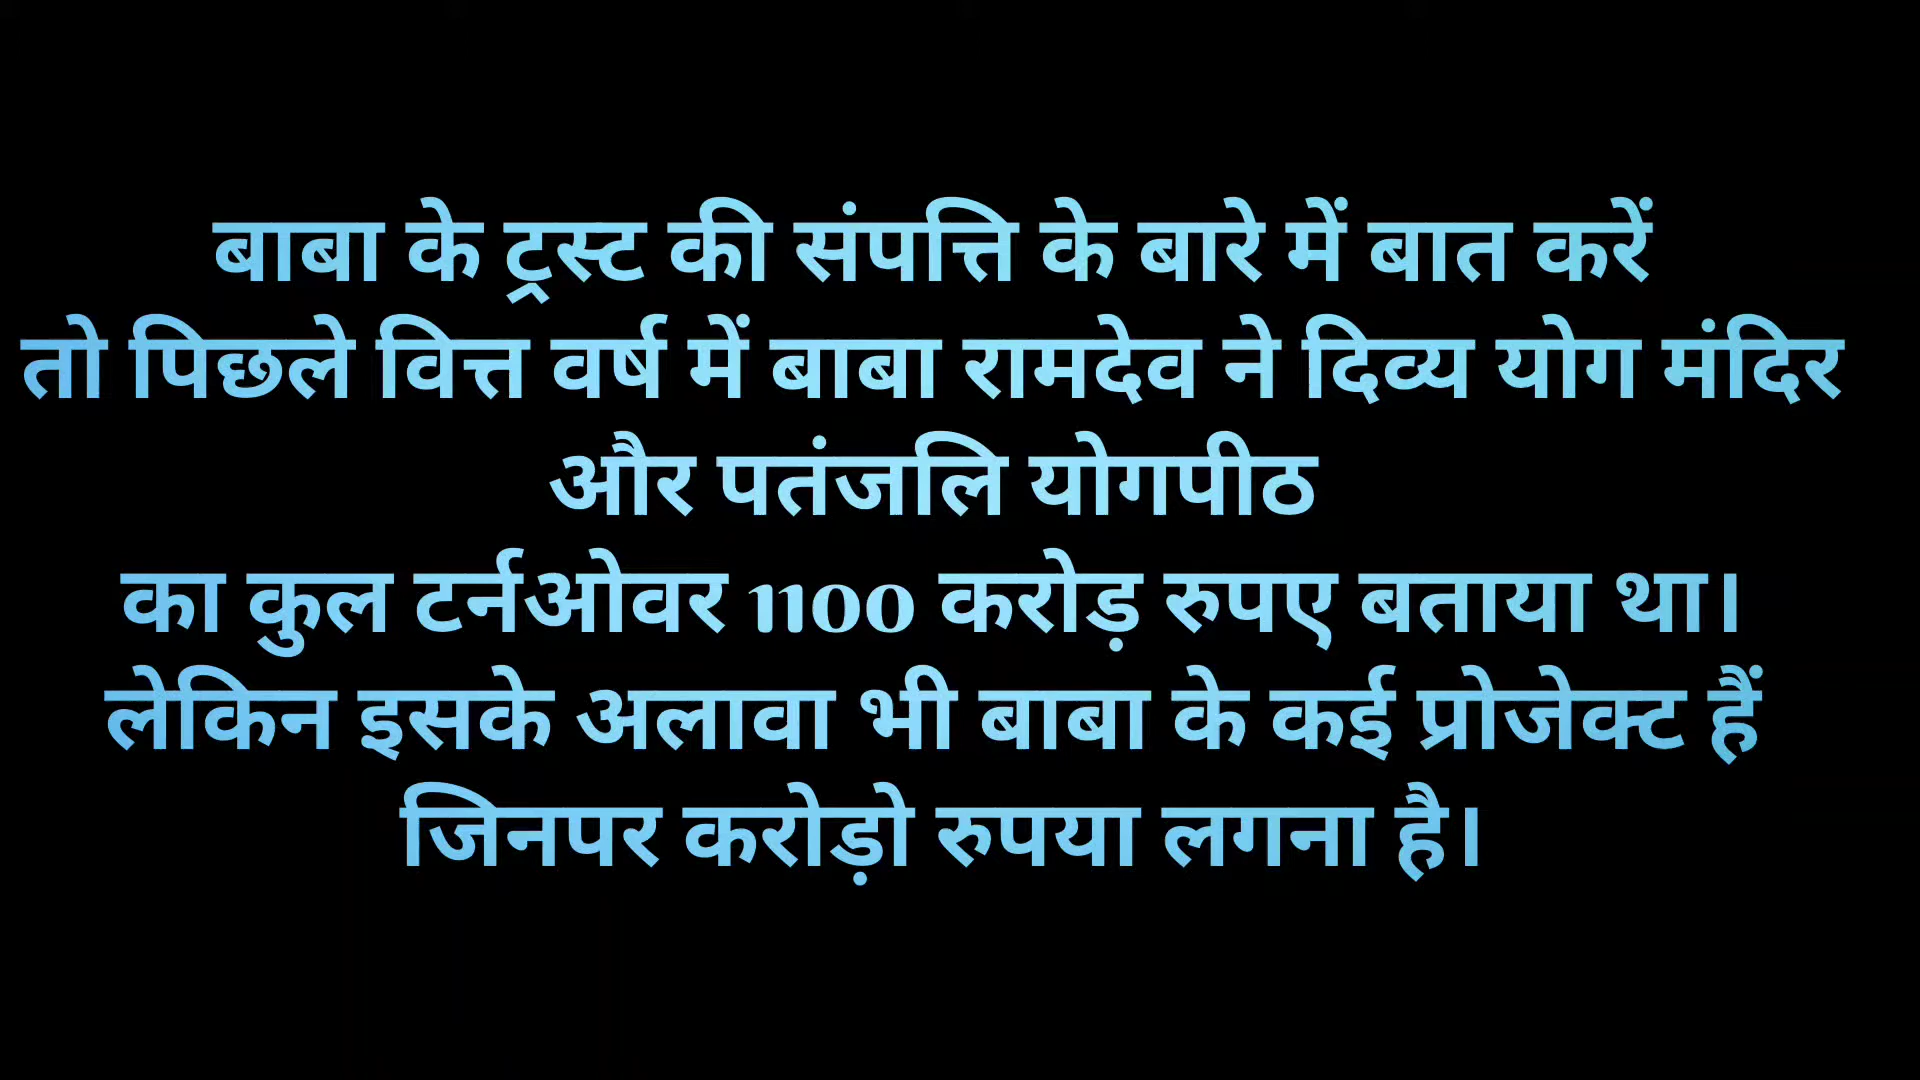 बाबा के ट्रस्ट की संपत्ति के बारे में बात करें
तो पिछले वित्त वर्ष में बाबा रामदेव ने दिव्य योग मंदिर
और पतंजलि योगपीठ
का कुल टर्नओवर 1100 करोड़ रुपए बताया था।
लेकिन इसके अलावा भी बाबा के कई प्रोजेक्ट हैं
जिनपर करोड़ो रुपया लगना है।